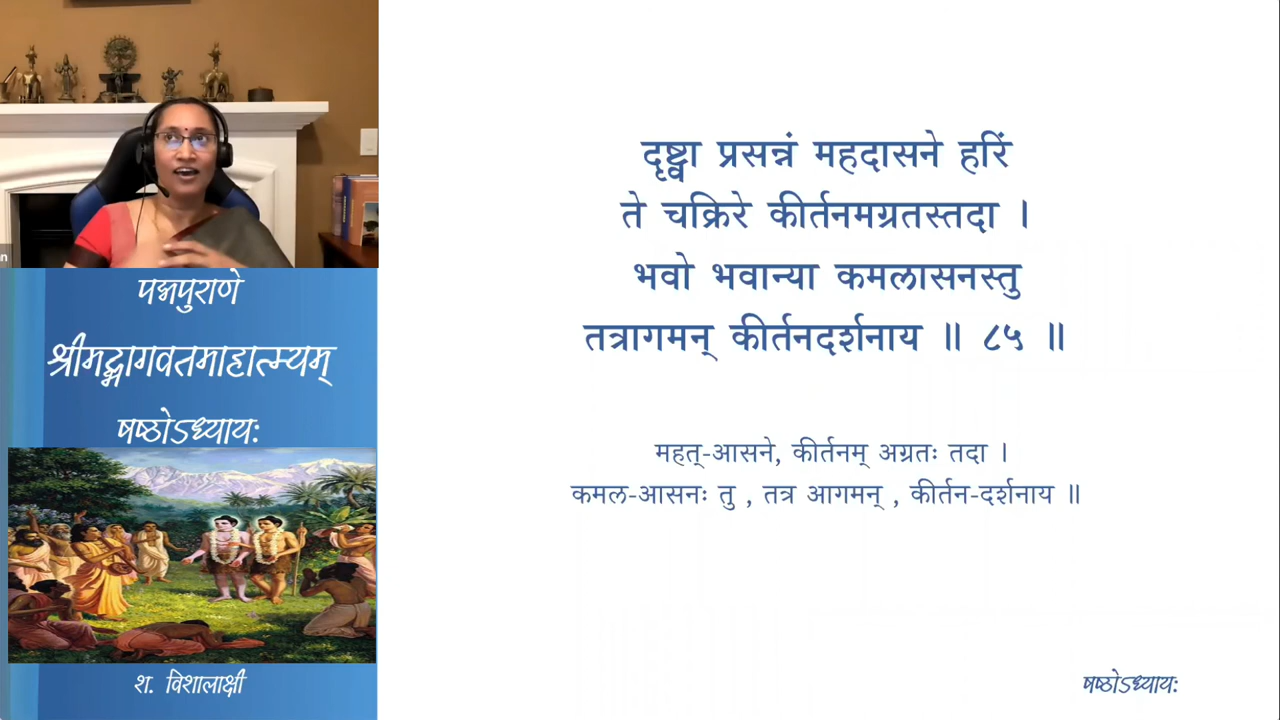 पद्मपुराणे
श्रीमद्भागवतमाहात्म्यम्
षष्ठोऽध्यायः
श. विशालाक्षी
दृष्ट्वा प्रसन्नं महदासने हरिं
ते चक्रिरे कीर्तनमग्रतस्तदा ।
भवो भवान्या कमलासनस्तु
तत्रागमन् कीर्तनदर्शनाय ॥ ८५ ॥
महत्-आसने, कीर्तनम् अग्रतः तदा ।
कमल-आसनः तु , तत्र आगमन् , कीर्तन-दर्शनाय ॥
षष्ठोऽध्यायः